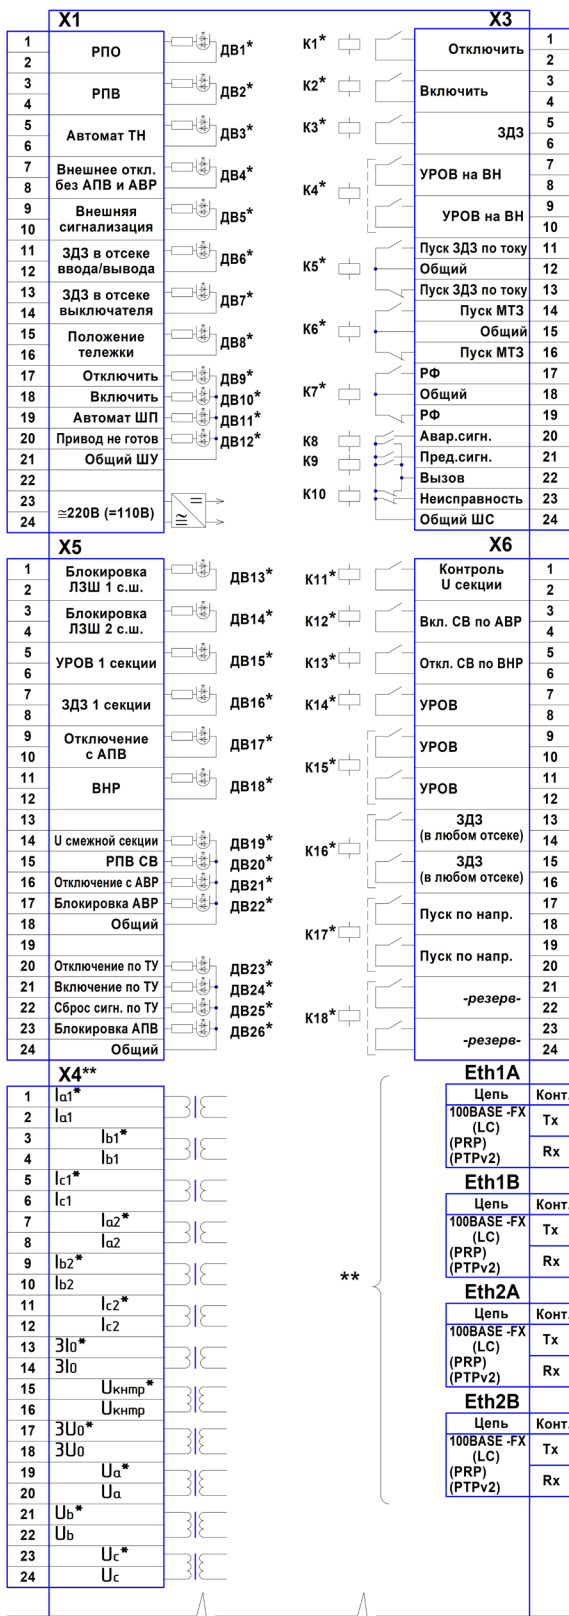 X1
1
РПО
2
ДВ1*
3
РПВ
4
ДВ2*
5
Автомат ТН
6
ДВ3*
7
Внешнее откл.
8
без АПВ и АВР
ДВ4*
9
Внешняя
10
сигнализация
ДВ5*
11
ЗДЗ в отсеке
12
ввода/вывода
ДВ6*
13
ЗДЗ в отсеке
14
выключателя
ДВ7*
15
Положение
16
тележки
ДВ8*
17 Отключить ДВ9*
18 Включить ДВ10*
19 Автомат ШП ДВ11*
20 Привод не готов ДВ12*
21 Общий ШУ
22
23
≅220В (=110В)
24
=
≅
X3
К1*
Отключить
1
2
К2*
Включить
3
4
К3*
ЗДЗ
5
6
К4*
УРОВ на ВН
7
8
УРОВ на ВН
9
10
К5*
Пуск ЗДЗ по току 11
Общий 12
Пуск ЗДЗ по току 13
К6*
Пуск МТЗ 14
Общий 15
Пуск МТЗ 16
К7*
РФ 17
Общий 18
РФ 19
К8
Авар.сигн. 20
К9
Пред.сигн. 21
Вызов 22
К10
Неисправность 23
Общий ШС 24
X5
1
Блокировка
2
ЛЗШ 1 с.ш.
ДВ13*
3
Блокировка
4
ЛЗШ 2 с.ш.
ДВ14*
5
УРОВ 1 секции
6
ДВ15*
7
ЗДЗ 1 секции
8
ДВ16*
9
Отключение
10
с АПВ
ДВ17*
11
ВНР
12
ДВ18*
13
14 U смежной секции ДВ19*
15 РПВ СВ ДВ20*
16 Отключение с АВР ДВ21*
17 Блокировка АВР ДВ22*
18 Общий
19
20 Отключение по ТУ ДВ23*
21 Включение по ТУ ДВ24*
22 Сброс сигн. по ТУ ДВ25*
23 Блокировка АПВ ДВ26*
24 Общий
X6
К11*
Контроль
U секции
1
2
К12*
Вкл. СВ по АВР
3
4
К13*
Откл. СВ по ВНР
5
6
К14*
УРОВ
7
8
К15*
УРОВ
9
10
УРОВ
11
12
К16*
ЗДЗ
(в любом отсеке)
13
14
ЗДЗ
(в любом отсеке)
15
16
К17*
Пуск по напр.
17
18
Пуск по напр.
19
20
К18*
-резерв-
21
22
-резерв-
23
24
X4**
1 Ia1*
2 Ia1
3 Ib1*
4 Ib1
5 Ic1*
6 Ic1
7 Ia2*
8 Ia2
9 Ib2*
10 Ib2
11 Ic2*
12 Ic2
13 3I0*
14 3I0
15 Uкнтр*
16 Uкнтр
17 3U0*
18 3U0
19 Ua*
20 Ua
21 Ub*
22 Ub
23 Uc*
24 Uc
**
Eth1A
Цепь Конт.
100BASE -FX
(LC)
(PRP)
(PTPv2)
Tx
Rx
Eth1B
Цепь Конт.
100BASE -FX
(LC)
(PRP)
(PTPv2)
Tx
Rx
Eth2A
Цепь Конт.
100BASE -FX
(LC)
(PRP)
(PTPv2)
Tx
Rx
Eth2B
Цепь Конт.
100BASE -FX
(LC)
(PRP)
(PTPv2)
Tx
Rx